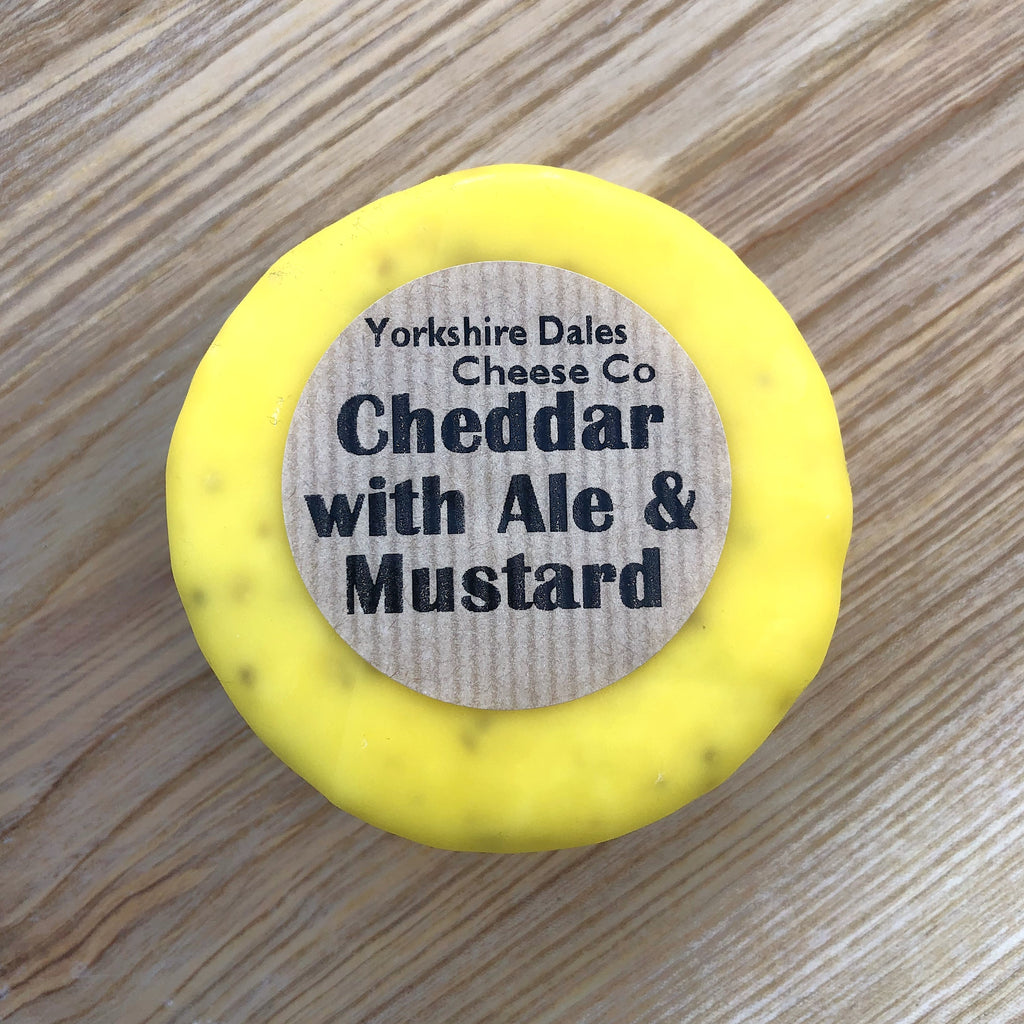 Yorkshire Dales
Cheese Co
Cheddar
with Ale &
Mustard